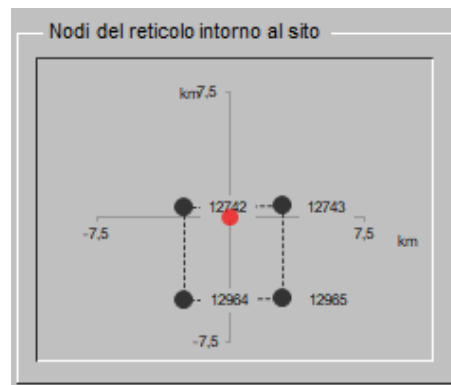 Nodi del reticolo intorno al sito
km 7,5
12742 12743
-7,5 7,5 km
12964 12965
-7,5